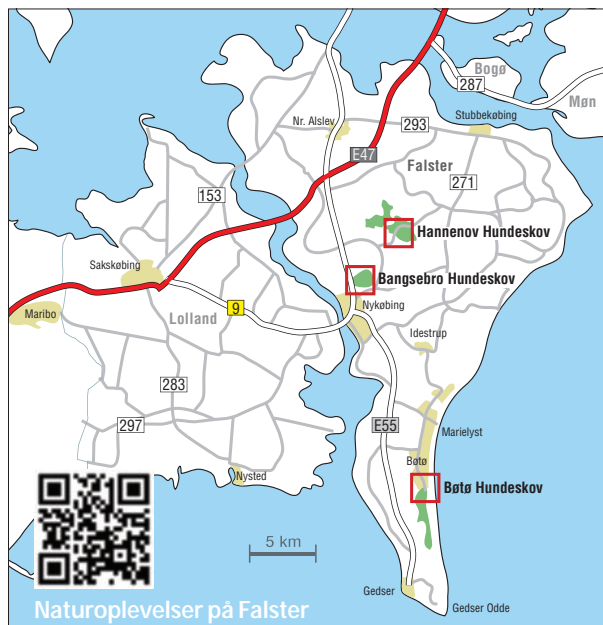 Bogø
287
Møn
Nr. Alslev
293
Stubbekøbing
E47
Falster
153
271
Hannenov Hundeskov
Sakskøbing
Bangsebro Hundeskov
Nykøbing
Maribo
9
Lolland
Idestrup
283
297
E55
Marielyst
Bøtø
Nysted
Bøtø Hundeskov
5 km
Gedser
Naturoplevelser på Falster
Gedser Odde